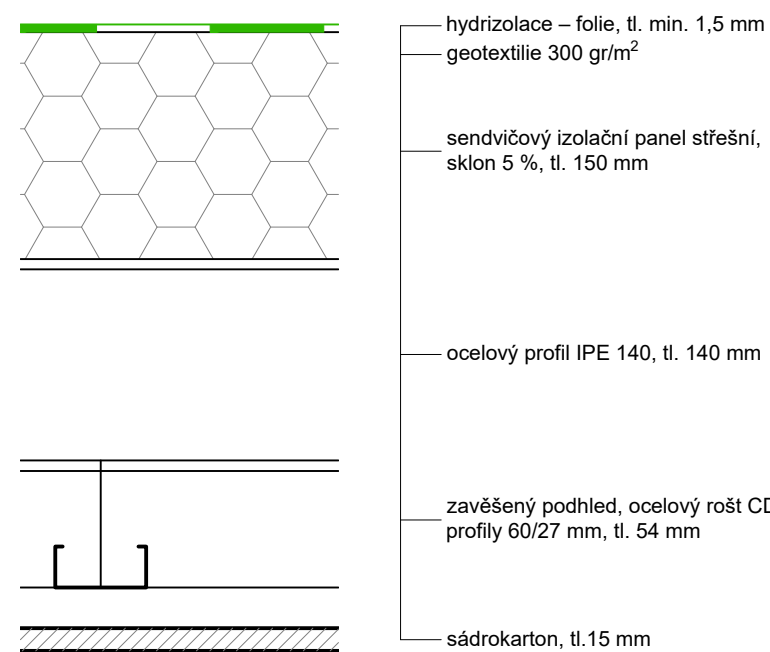 hydrizolace – folie, tl. min. 1,5 mm
geotextilie 300 gr/m²
sendvičový izolační panel střešní,
sklon 5 %, tl. 150 mm
ocelový profil IPE 140, tl. 140 mm
zavěšený podhled, ocelový rošt CD
profily 60/27 mm, tl. 54 mm
sádrokarton, tl.15 mm